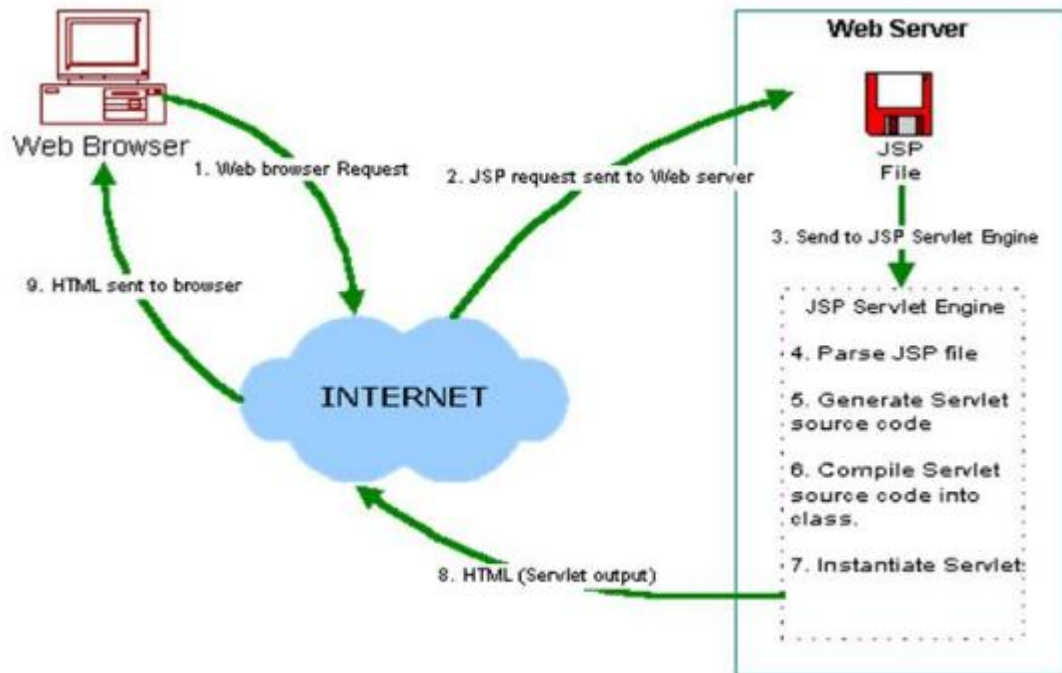 Web Server
Web Browser
JSP
File
1. Web browser Request
2. JSP request sent to Web server
3. Send to JSP Servlet Engine
9. HTML sent to browser
JSP Servlet Engine
4. Parse JSP file
5. Generate Servlet
source code
6. Compile Servlet
source code into
class.
7. Instantiate Servlet
INTERNET
8. HTML (Servlet output)